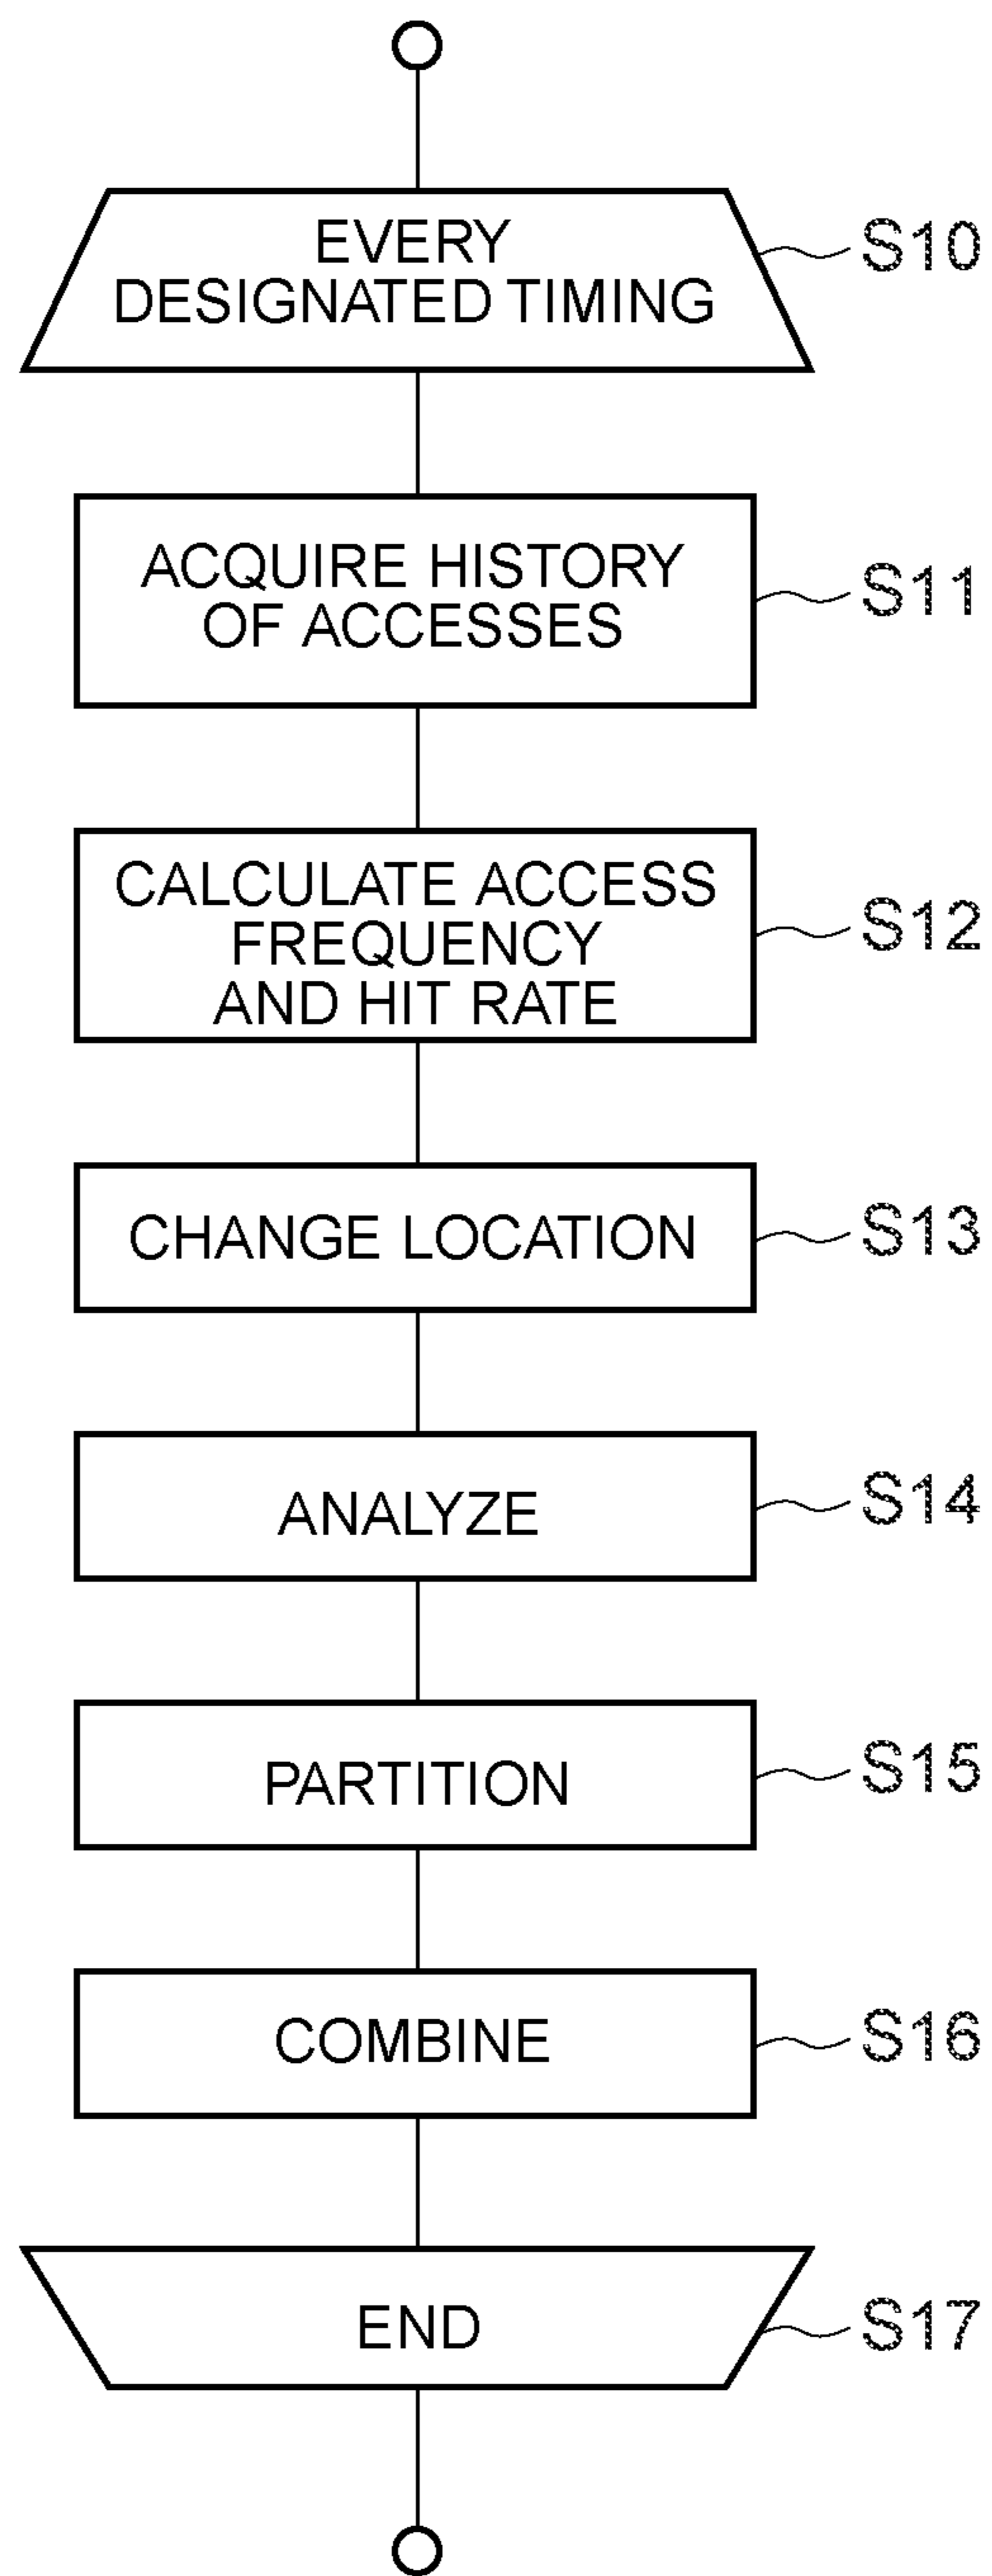 EVERY
DESIGNATED TIMING
S10
ACQUIRE HISTORY
OF ACCESSES
S11
CALCULATE ACCESS
FREQUENCY
AND HIT RATE
S12
CHANGE LOCATION
S13
ANALYZE
S14
PARTITION
S15
COMBINE
S16
END
S17